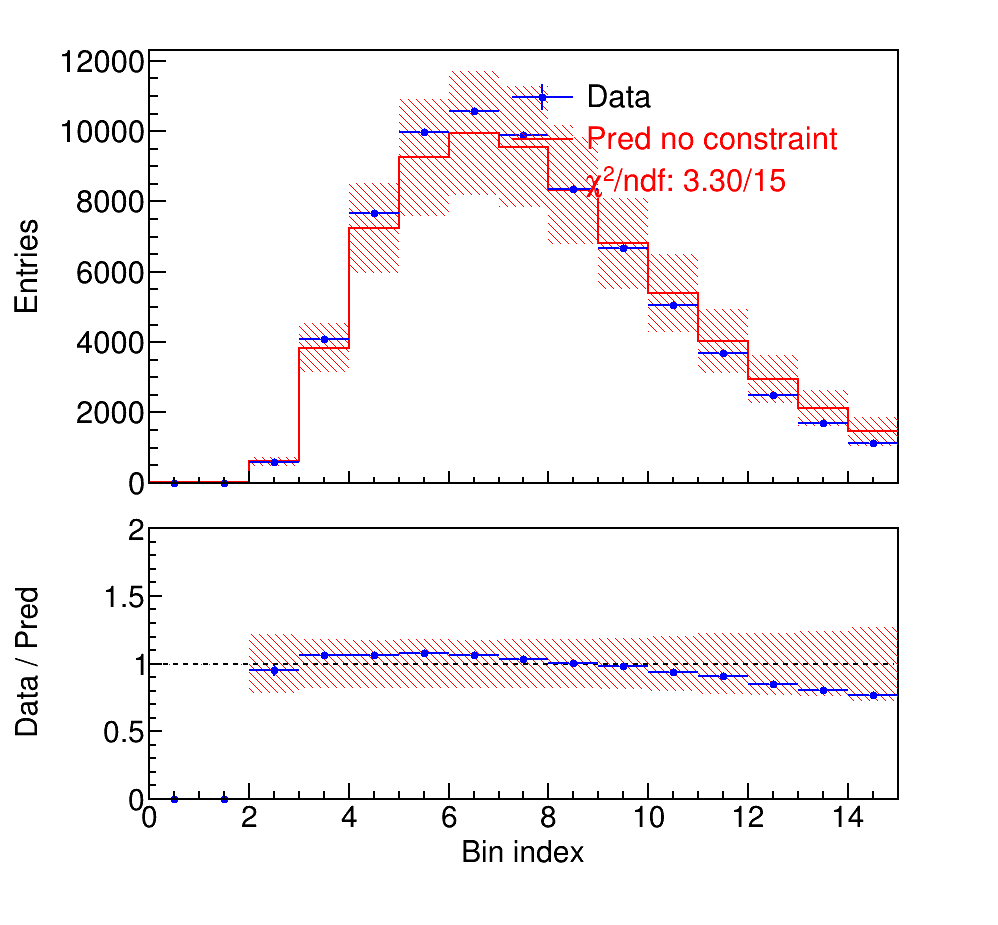 12000
10000
8000
6000
4000
2000
0
Entries
Data
Pred no constraint
χ²/ndf: 3.30/15
2
1.5
1
0.5
0
Data / Pred
0 2 4 6 8 10 12 14
Bin index